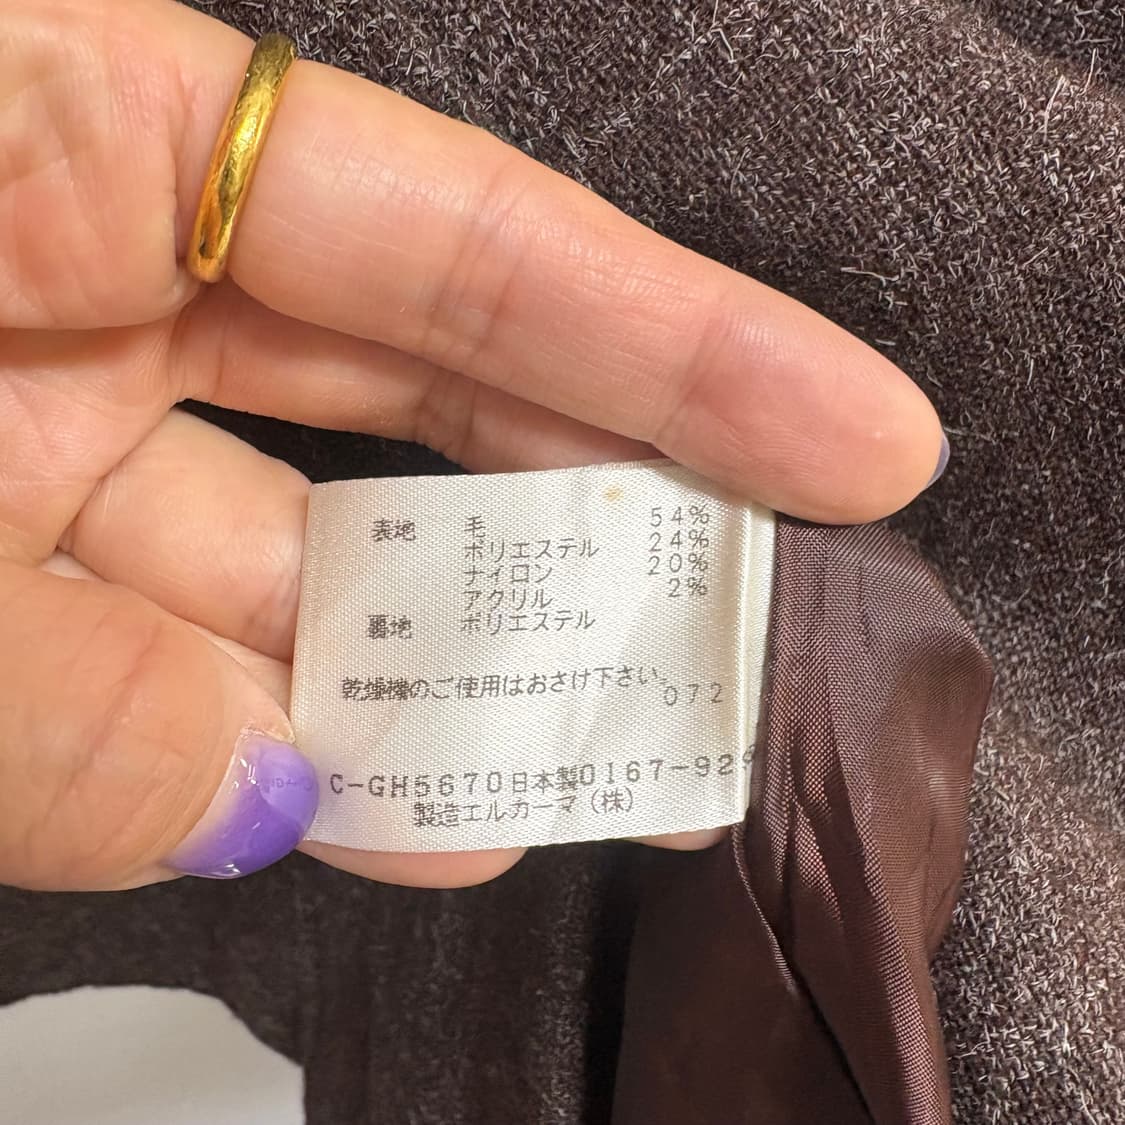 表地 毛 54%
ポリエステル 24%
ナイロン 20%
アクリル 2%
裏地 ポリエステル
乾燥機のご使用はおさけ下さい。
072
C-GH5670日本製0167-92
製造エルカーマ(株)